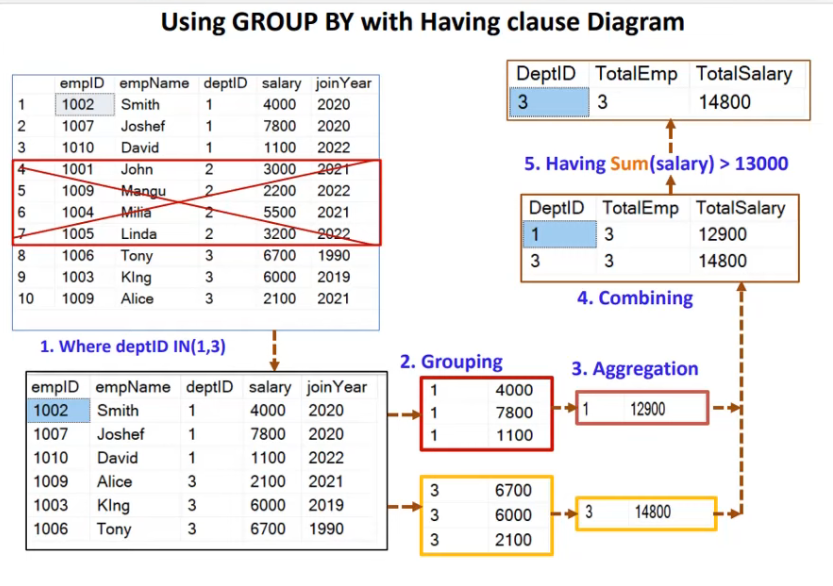 Using GROUP BY with Having clause Diagram
empID empName deptID salary joinYear
1 1002 Smith 1 4000 2020
2 1007 Joshef 1 7800 2020
3 1010 David 1 1100 2022
4 1001 John 2 3000 2021
5 1009 Mangu 2 2200 2022
6 1004 Milia 2 5500 2021
7 1005 Linda 2 3200 2022
8 1006 Tony 3 6700 1990
9 1003 KIng 3 6000 2019
10 1009 Alice 3 2100 2021
1. Where deptID IN(1,3)
empID empName deptID salary joinYear
1002 Smith 1 4000 2020
1007 Joshef 1 7800 2020
1010 David 1 1100 2022
1009 Alice 3 2100 2021
1003 KIng 3 6000 2019
1006 Tony 3 6700 1990
2. Grouping
1 4000
1 7800
1 1100
3 6700
3 6000
3 2100
3. Aggregation
1 12900
3 14800
4. Combining
DeptID TotalEmp TotalSalary
1 3 12900
3 3 14800
5. Having Sum(salary) > 13000
DeptID TotalEmp TotalSalary
3 3 14800